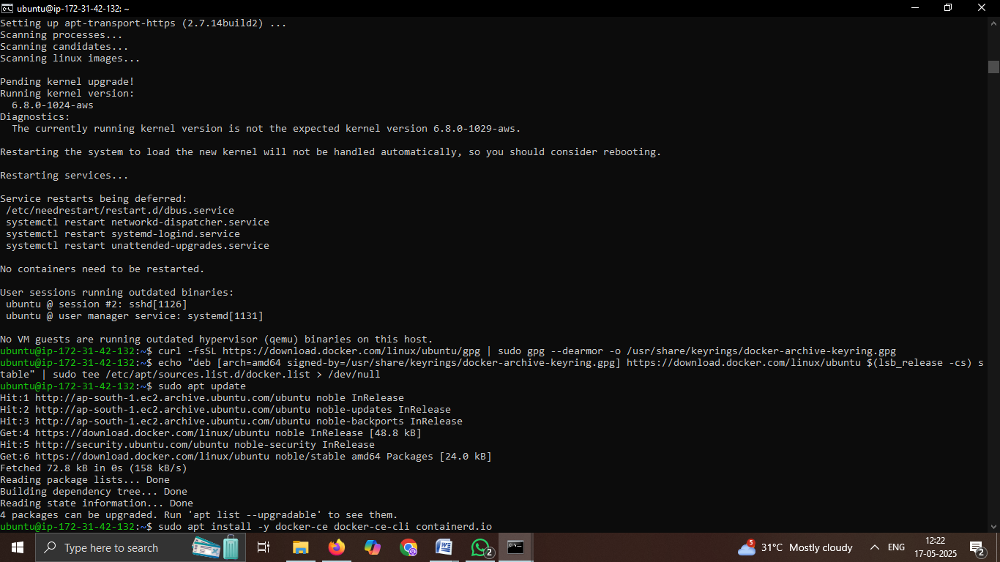 ubuntu@ip-172-31-42-132: ~
Setting up apt-transport-https (2.7.14build2) ...
Scanning processes...
Scanning candidates...
Scanning linux images...
Pending kernel upgrade!
Running kernel version:
  6.8.0-1024-aws
Diagnostics:
  The currently running kernel version is not the expected kernel version 6.8.0-1029-aws.
Restarting the system to load the new kernel will not be handled automatically, so you should consider rebooting.
Restarting services...
Service restarts being deferred:
 /etc/needrestart/restart.d/dbus.service
 systemctl restart networkd-dispatcher.service
 systemctl restart systemd-logind.service
 systemctl restart unattended-upgrades.service
No containers need to be restarted.
User sessions running outdated binaries:
 ubuntu @ session #2: sshd[1126]
 ubuntu @ user manager service: systemd[1131]
No VM guests are running outdated hypervisor (qemu) binaries on this host.
ubuntu@ip-172-31-42-132:~$ curl -fsSL https://download.docker.com/linux/ubuntu/gpg | sudo gpg --dearmor -o /usr/share/keyrings/docker-archive-keyring.gpg
ubuntu@ip-172-31-42-132:~$ echo "deb [arch=amd64 signed-by=/usr/share/keyrings/docker-archive-keyring.gpg] https://download.docker.com/linux/ubuntu $(lsb_release -cs) s
table" | sudo tee /etc/apt/sources.list.d/docker.list > /dev/null
ubuntu@ip-172-31-42-132:~$ sudo apt update
Hit:1 http://ap-south-1.ec2.archive.ubuntu.com/ubuntu noble InRelease
Hit:2 http://ap-south-1.ec2.archive.ubuntu.com/ubuntu noble-updates InRelease
Hit:3 http://ap-south-1.ec2.archive.ubuntu.com/ubuntu noble-backports InRelease
Get:4 https://download.docker.com/linux/ubuntu noble InRelease [48.8 kB]
Hit:5 http://security.ubuntu.com/ubuntu noble-security InRelease
Get:6 https://download.docker.com/linux/ubuntu noble/stable amd64 Packages [24.0 kB]
Fetched 72.8 kB in 0s (158 kB/s)
Reading package lists... Done
Building dependency tree... Done
Reading state information... Done
4 packages can be upgraded. Run 'apt list --upgradable' to see them.
ubuntu@ip-172-31-42-132:~$ sudo apt install -y docker-ce docker-ce-cli containerd.io
Type here to search
2
5
31°C Mostly cloudy
ENG
12:22
17-05-2025
2